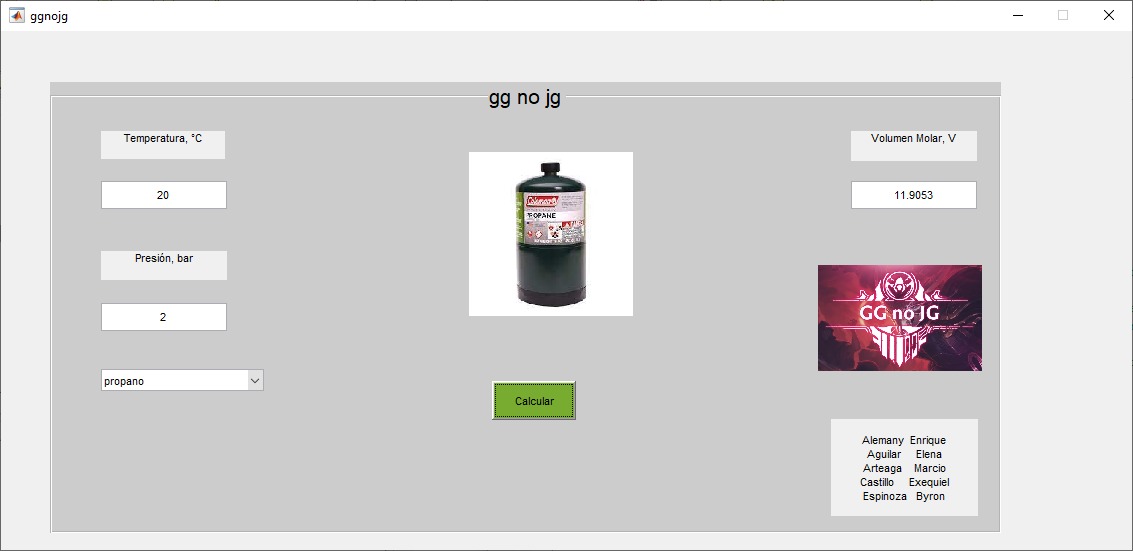 ggnojg
gg no jg
Temperatura, °C
20
Presión, bar
2
propano
Coleman
PROPANE
Calcular
Volumen Molar, V
11.9053
GG no JG
Alemany Enrique
Aguilar Elena
Arteaga Marcio
Castillo Exequiel
Espinoza Byron